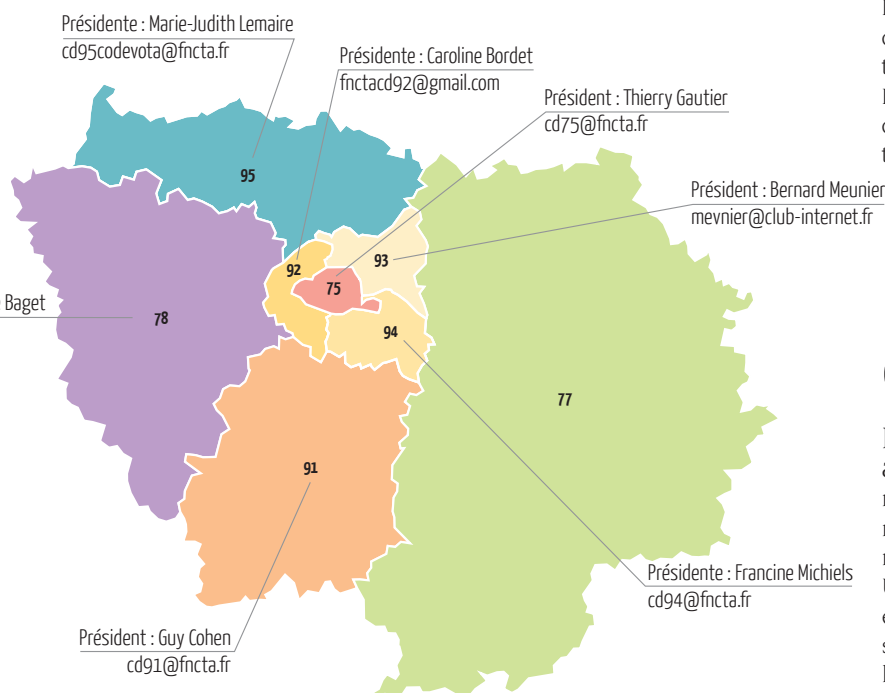 Présidente : Marie-Judith Lemaire
cd95codevota@fncta.fr
Présidente : Caroline Bordet
fnctacd92@gmail.com
Président : Thierry Gautier
cd75@fncta.fr
Président : Bernard Meunier
mevnier@club-internet.fr
95
93
92
75
Baget
78
94
77
91
Présidente : Francine Michiels
cd94@fncta.fr
Président : Guy Cohen
cd91@fncta.fr